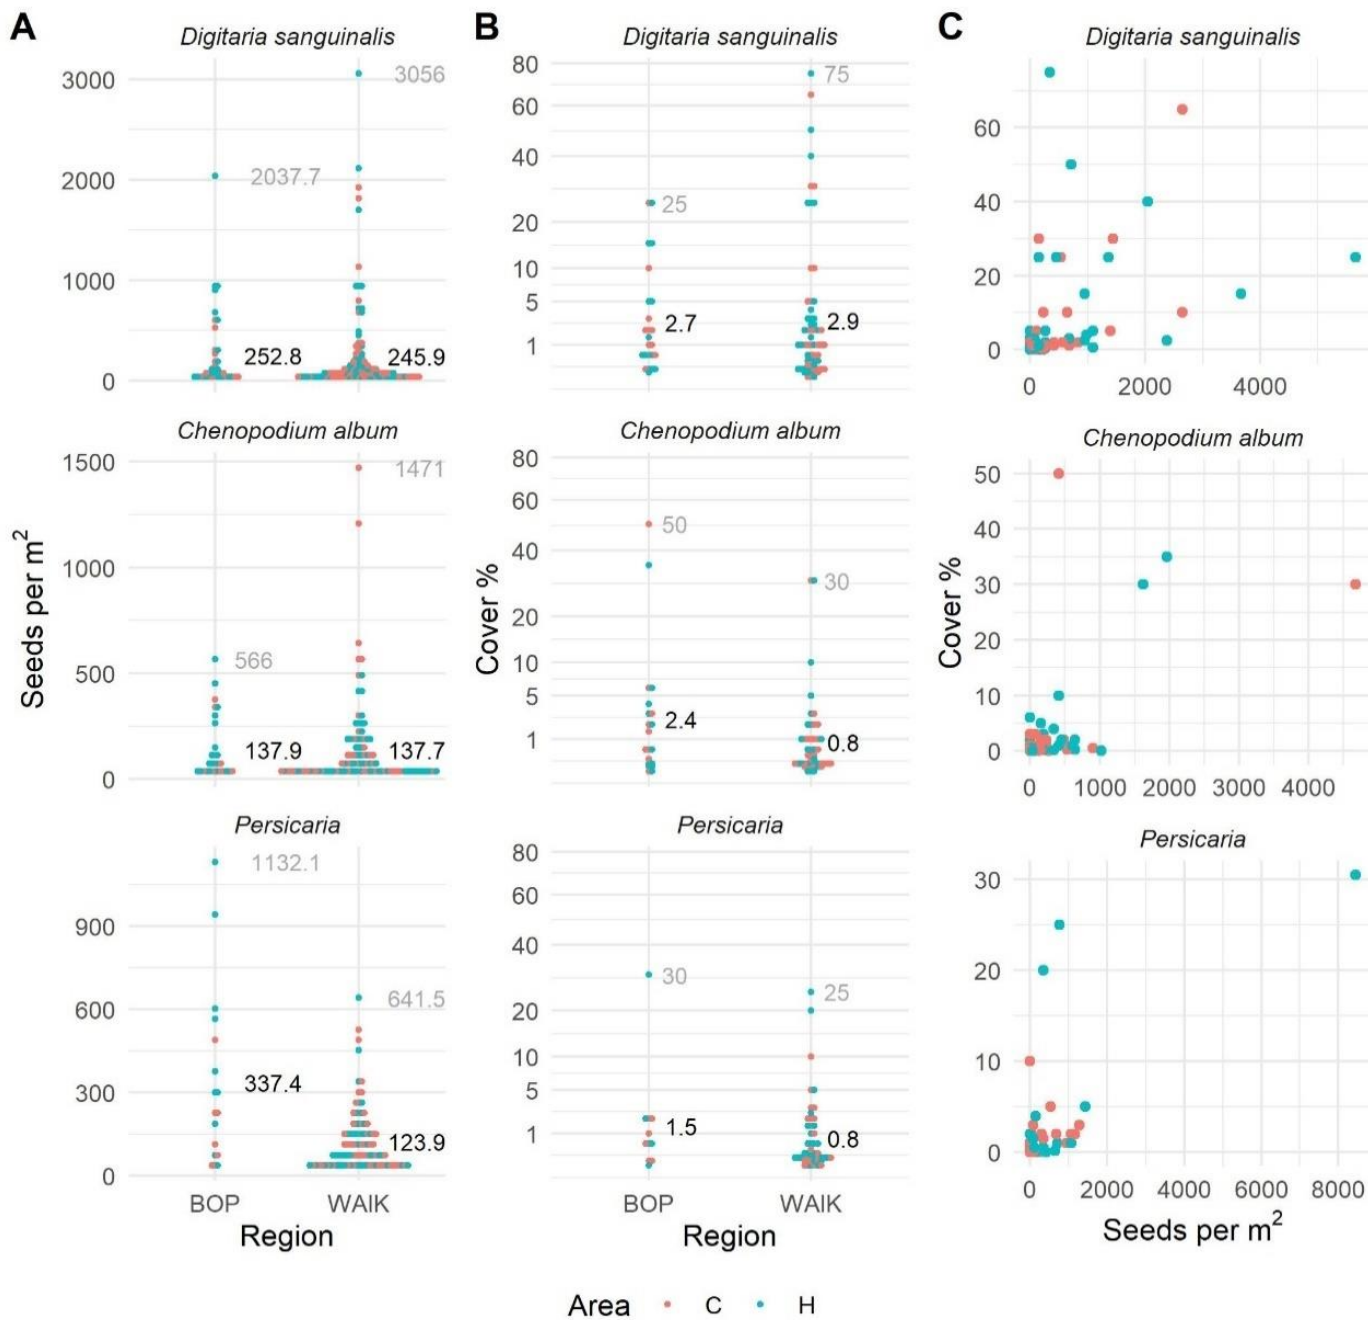 A
Digitaria sanguinalis
3000
2000
1000
0
3056
2037.7
252.8
245.9
Chenopodium album
1500
1000
500
0
1471
566
137.9
137.7
Seeds per m²
Persicaria
900
600
300
0
1132.1
641.5
337.4
123.9
BOP
WAIK
Region
B
Digitaria sanguinalis
80
60
40
20
10
5
1
75
25
2.7
2.9
Chenopodium album
80
60
40
20
10
5
1
50
30
2.4
0.8
Cover %
Persicaria
80
60
40
20
10
5
1
30
25
1.5
0.8
BOP
WAIK
Region
C
Digitaria sanguinalis
60
40
20
0
0 2000 4000
Chenopodium album
50
40
30
20
10
0
0 1000 2000 3000 4000
Cover %
Persicaria
30
20
10
0
0 2000 4000 6000 8000
Seeds per m²
Area C H